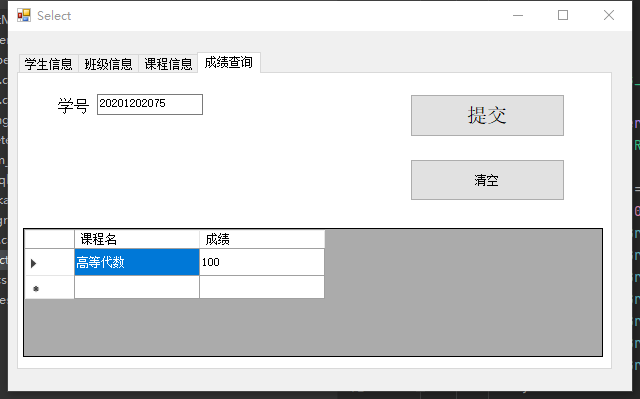 Select
学生信息 班级信息 课程信息 成绩查询
学号 20201202075
提交
清空
课程名 成绩
高等代数 100